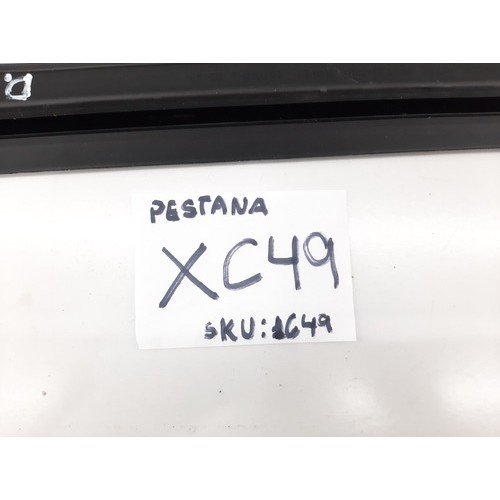 D.
PESTANA
XC49
SKU:1649